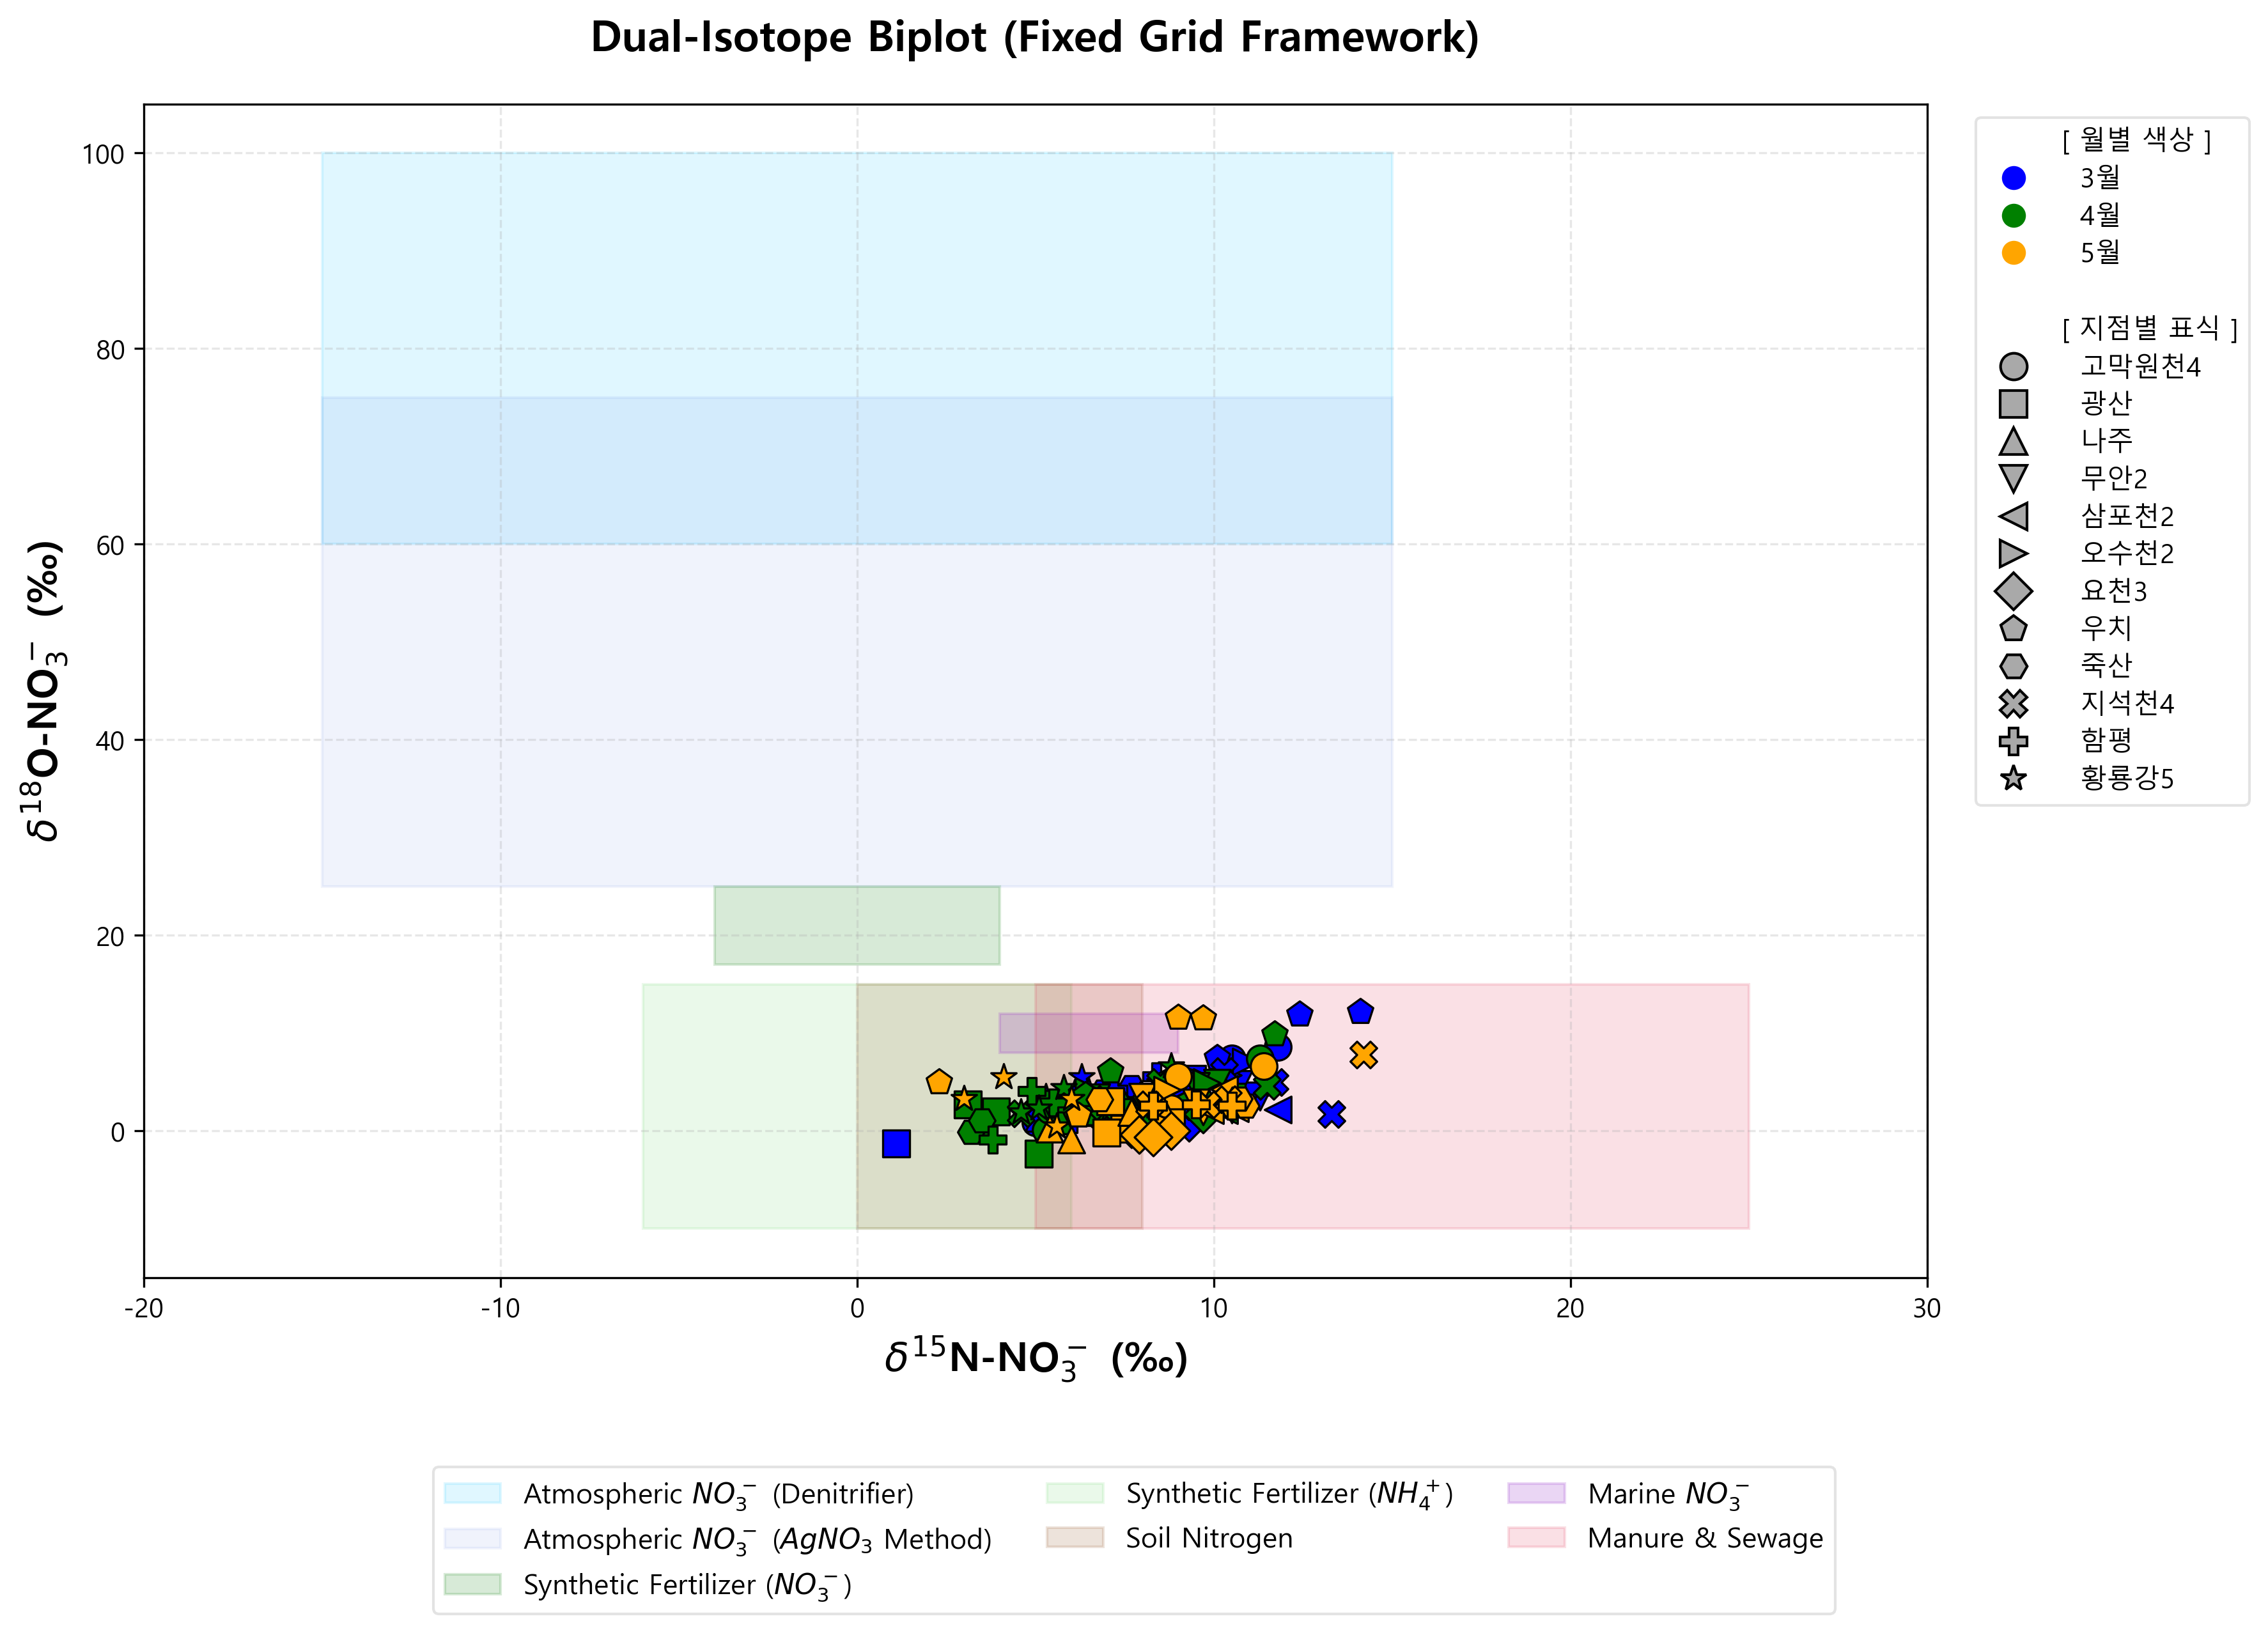 Dual-Isotope Biplot (Fixed Grid Framework)
δ¹⁸O-NO₃⁻ (‰)
100
80
60
40
20
0
-20
-10
0
10
20
30
δ¹⁵N-NO₃⁻ (‰)
[ 월별 색상 ]
3월
4월
5월
[ 지점별 표식 ]
고막원천4
광산
나주
무안2
삼포천2
오수천2
요천3
우치
죽산
지석천4
함평
황룡강5
Atmospheric NO₃⁻ (Denitrifier)
Atmospheric NO₃⁻ (AgNO₃ Method)
Synthetic Fertilizer (NO₃⁻)
Synthetic Fertilizer (NH₄⁺)
Soil Nitrogen
Marine NO₃⁻
Manure & Sewage